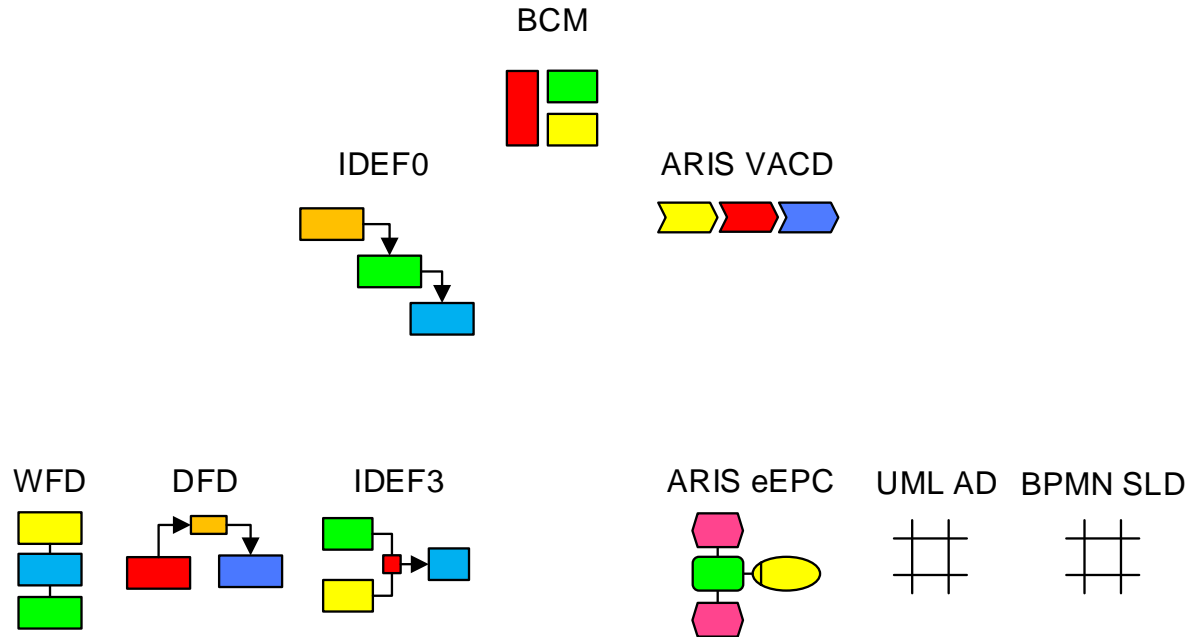 BCM
IDEF0
ARIS VACD
WFD
DFD
IDEF3
ARIS eEPC
UML AD
BPMN SLD